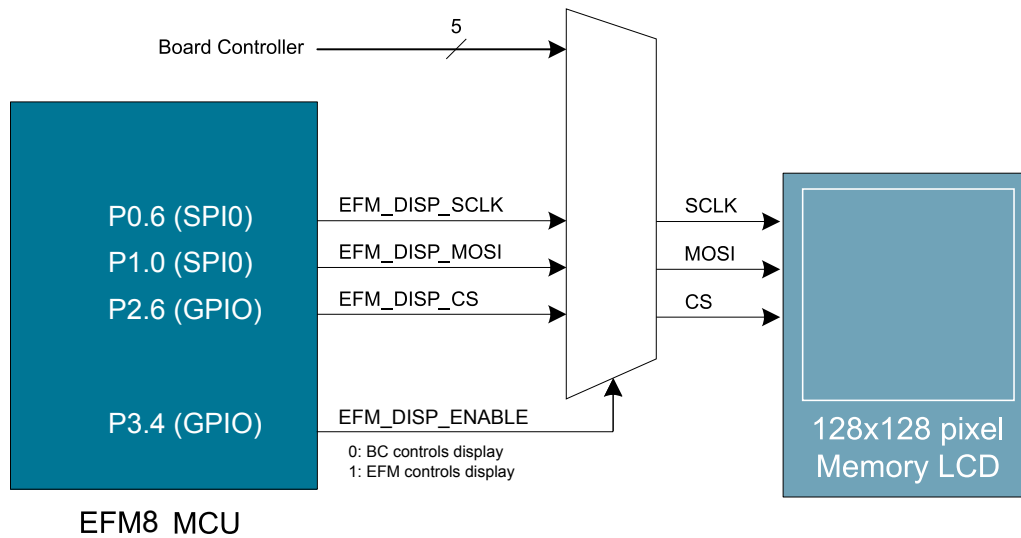 5
Board Controller
P0.6 (SPI0)
EFM_DISP_SCLK
SCLK
P1.0 (SPI0)
EFM_DISP_MOSI
MOSI
P2.6 (GPIO)
EFM_DISP_CS
CS
P3.4 (GPIO)
EFM_DISP_ENABLE
0: BC controls display
1: EFM controls display
128x128 pixel
Memory LCD
EFM8 MCU